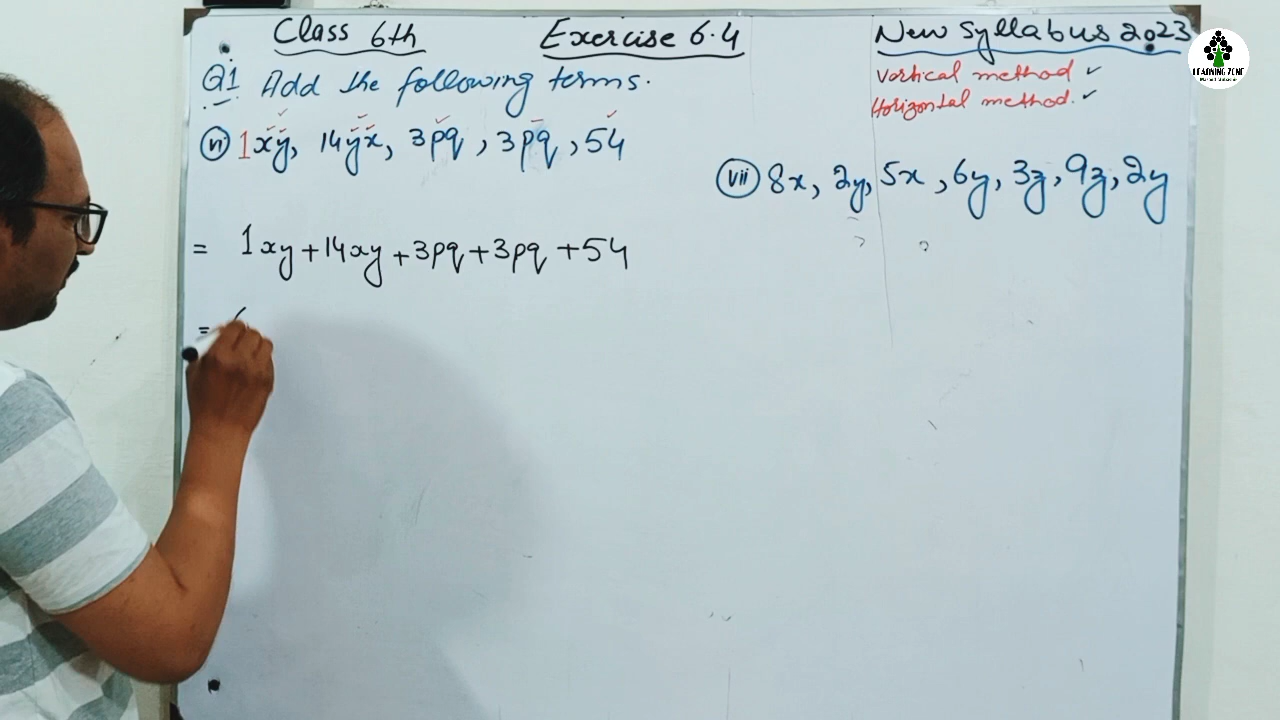 Class 6th Exercise 6.4 New Syllabus 2023
Q1 Add the following terms.
Vertical method ✓
Horizontal method. ✓
LEARNING ZONE
(vi) 1xy, 14yx, 3pq, 3pq, 54
(vii) 8x, 2y, 5x, 6y, 3z, 9z, 2y
= 1xy + 14xy + 3pq + 3pq + 54
= (